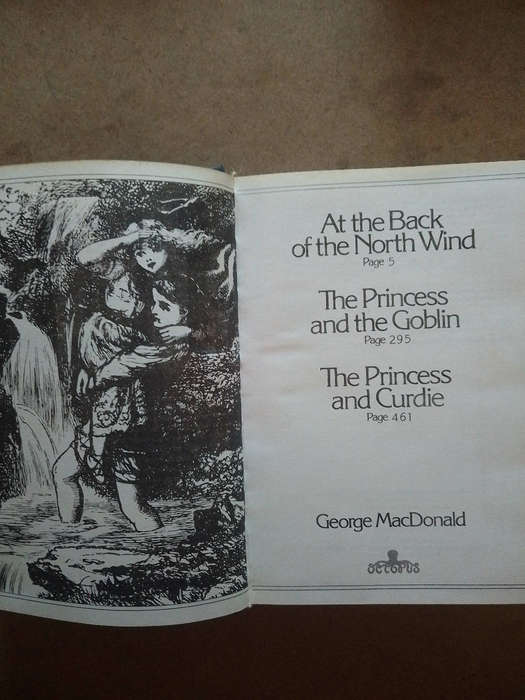 At the Back
of the North Wind
Page 5
The Princess
and the Goblin
Page 295
The Princess
and Curdie
Page 461
George MacDonald
octopus